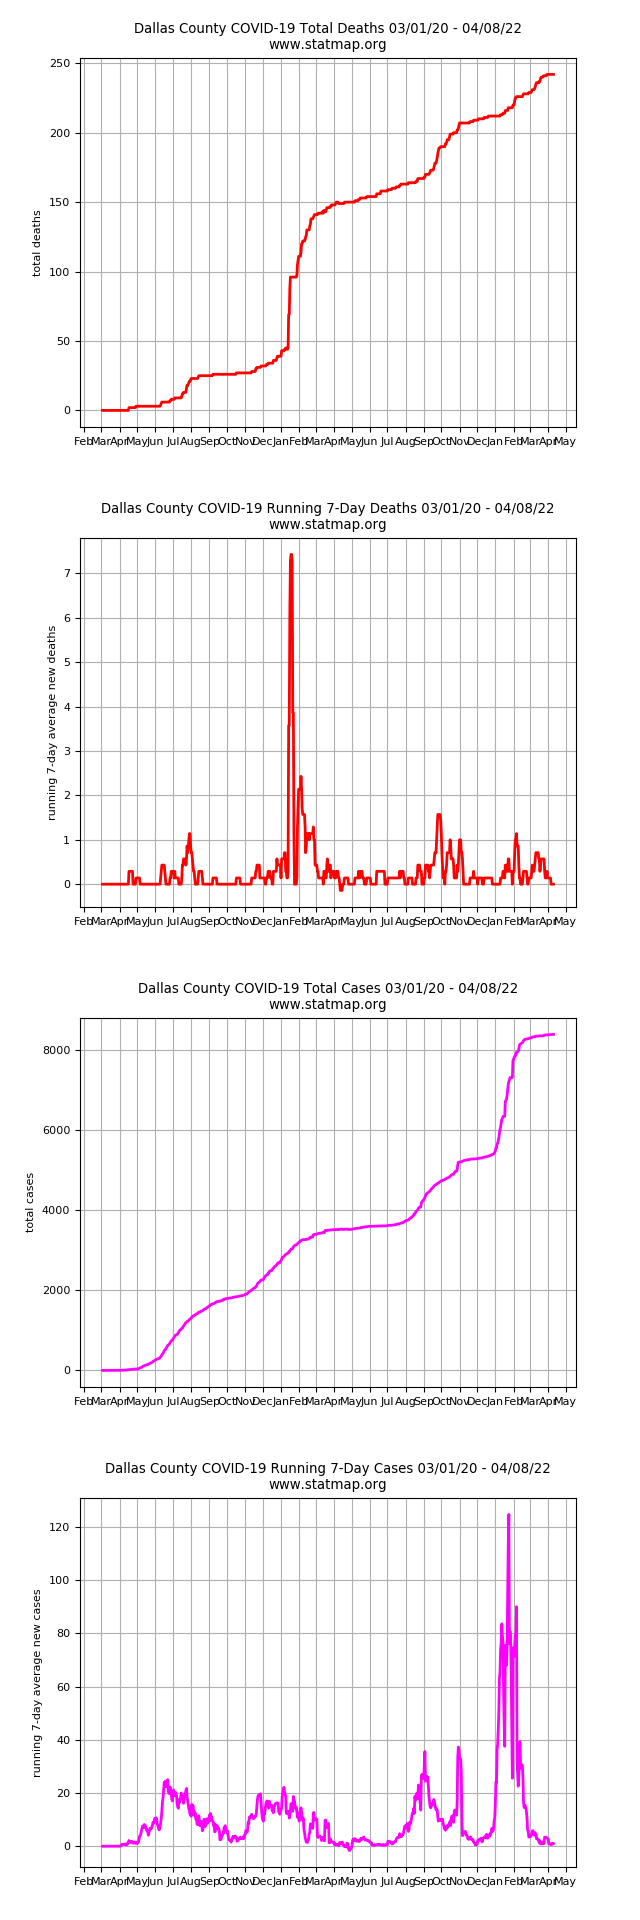 Dallas County COVID-19 Total Deaths 03/01/20 - 04/08/22
www.statmap.org
250
200
150
100
50
0
total deaths
Feb Mar Apr May Jun Jul Aug Sep Oct Nov Dec Jan Feb Mar Apr May Jun Jul Aug Sep Oct Nov Dec Jan Feb Mar Apr May
Dallas County COVID-19 Running 7-Day Deaths 03/01/20 - 04/08/22
www.statmap.org
7
6
5
4
3
2
1
0
running 7-day average new deaths
Feb Mar Apr May Jun Jul Aug Sep Oct Nov Dec Jan Feb Mar Apr May Jun Jul Aug Sep Oct Nov Dec Jan Feb Mar Apr May
Dallas County COVID-19 Total Cases 03/01/20 - 04/08/22
www.statmap.org
8000
6000
4000
2000
0
total cases
Feb Mar Apr May Jun Jul Aug Sep Oct Nov Dec Jan Feb Mar Apr May Jun Jul Aug Sep Oct Nov Dec Jan Feb Mar Apr May
Dallas County COVID-19 Running 7-Day Cases 03/01/20 - 04/08/22
www.statmap.org
120
100
80
60
40
20
0
running 7-day average new cases
Feb Mar Apr May Jun Jul Aug Sep Oct Nov Dec Jan Feb Mar Apr May Jun Jul Aug Sep Oct Nov Dec Jan Feb Mar Apr May